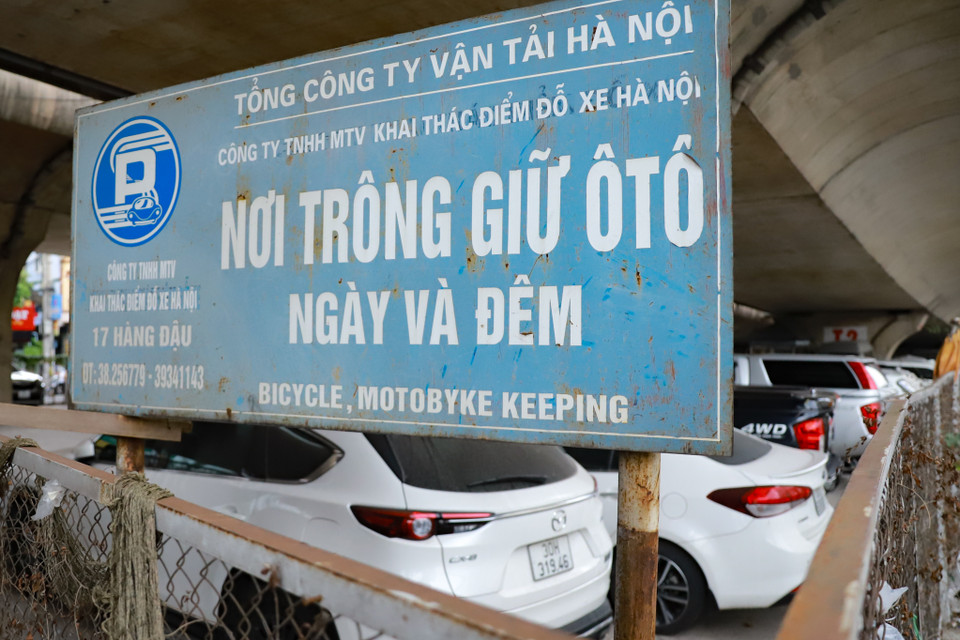 TỔNG CÔNG TY VẬN TẢI HÀ NỘI
CÔNG TY TNHH MTV KHAI THÁC ĐIỂM ĐỖ XE HÀ NỘI
NƠI TRÔNG GIỮ ÔTÔ
NGÀY VÀ ĐÊM
BICYCLE, MOTOBYKE KEEPING
P
CÔNG TY TNHH MTV
KHAI THÁC ĐIỂM ĐỖ XE HÀ NỘI
17 HÀNG ĐẬU
ĐT: 38.256779 - 39341143
4WD
CX-8
30H
319.46